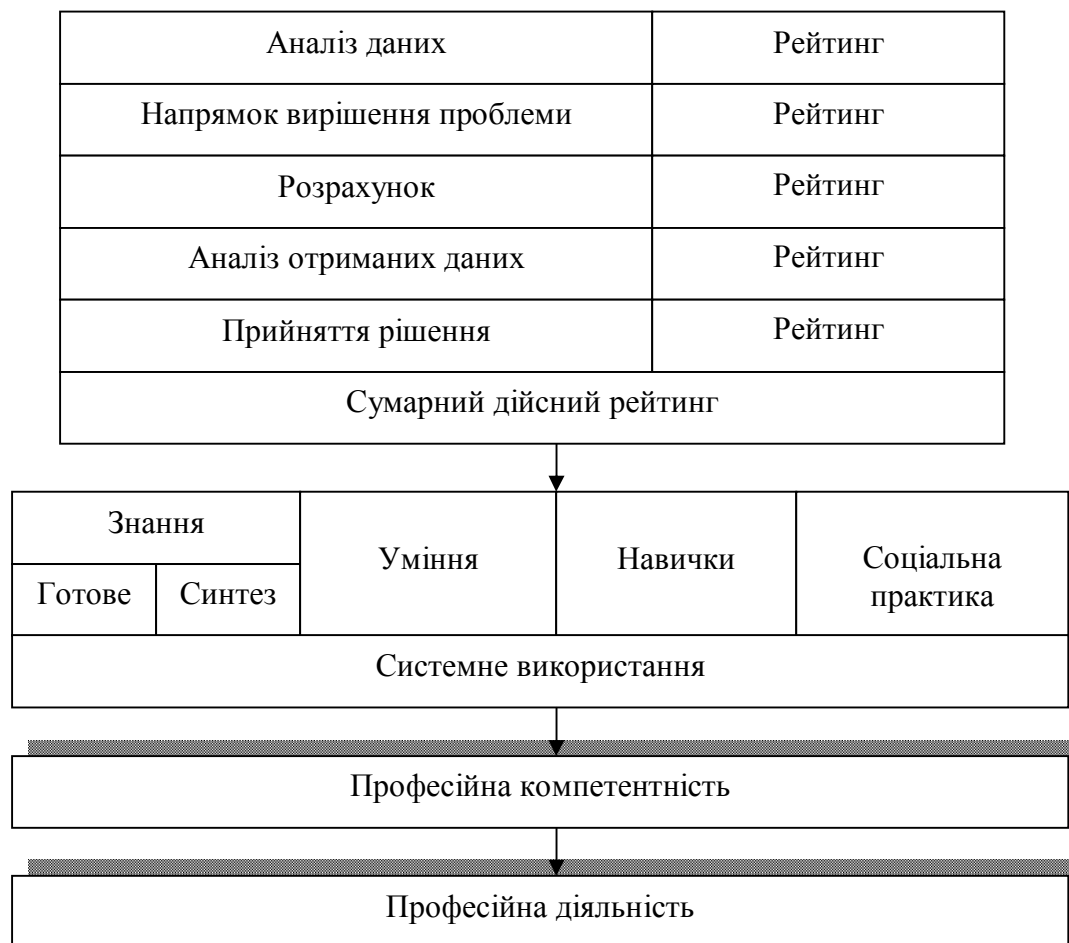 Аналіз даних Рейтинг
Напрямок вирішення проблеми Рейтинг
Розрахунок Рейтинг
Аналіз отриманих даних Рейтинг
Прийняття рішення Рейтинг
Сумарний дійсний рейтинг
Знання
Готове Синтез
Уміння
Навички
Соціальна
практика
Системне використання
Професійна компетентність
Професійна діяльність